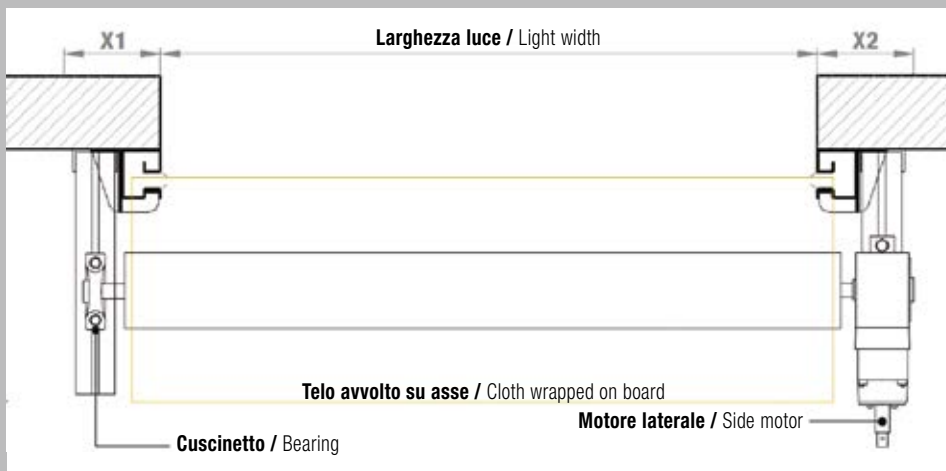 X1
Larghezza luce / Light width
X2
Telo avvolto su asse / Cloth wrapped on board
Motore laterale / Side motor
Cuscinetto / Bearing